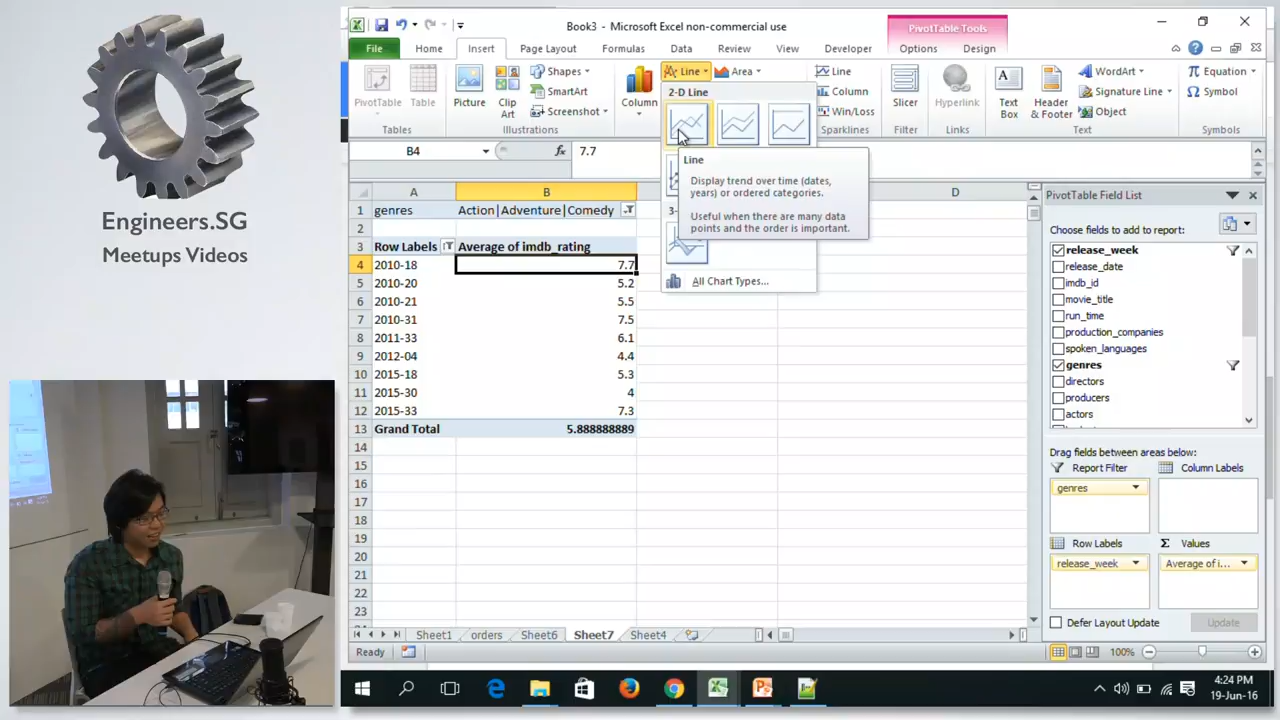 Engineers.SG
Meetups Videos
Book3 - Microsoft Excel non-commercial use
PivotTable Tools
File Home Insert Page Layout Formulas Data Review View Developer Options Design
PivotTable Table Picture Clip Art Shapes SmartArt Screenshot Column Line Area Line Column Win/Loss Slicer Hyperlink Text Box Header & Footer WordArt Signature Line Object Equation Symbol
Tables Illustrations Sparklines Filter Links Text Symbols
2-D Line
Line
Display trend over time (dates, years) or ordered categories.
Useful when there are many data points and the order is important.
3-
All Chart Types...
B4 fx 7.7
A B D
1 genres Action|Adventure|Comedy
2
3 Row Labels Average of imdb_rating
4 2010-18 7.7
5 2010-20 5.2
6 2010-21 5.5
7 2010-31 7.5
8 2011-33 6.1
9 2012-04 4.4
10 2015-18 5.3
11 2015-30 4
12 2015-33 7.3
13 Grand Total 5.888888889
14
15
16
17
18
19
20
21
22
23
PivotTable Field List
Choose fields to add to report:
release_week
release_date
imdb_id
movie_title
run_time
production_companies
spoken_languages
genres
directors
producers
actors
Drag fields between areas below:
Report Filter Column Labels
genres
Row Labels Σ Values
release_week Average of i...
Defer Layout Update Update
Sheet1 orders Sheet6 Sheet7 Sheet4
Ready 100%
4:24 PM
19-Jun-16